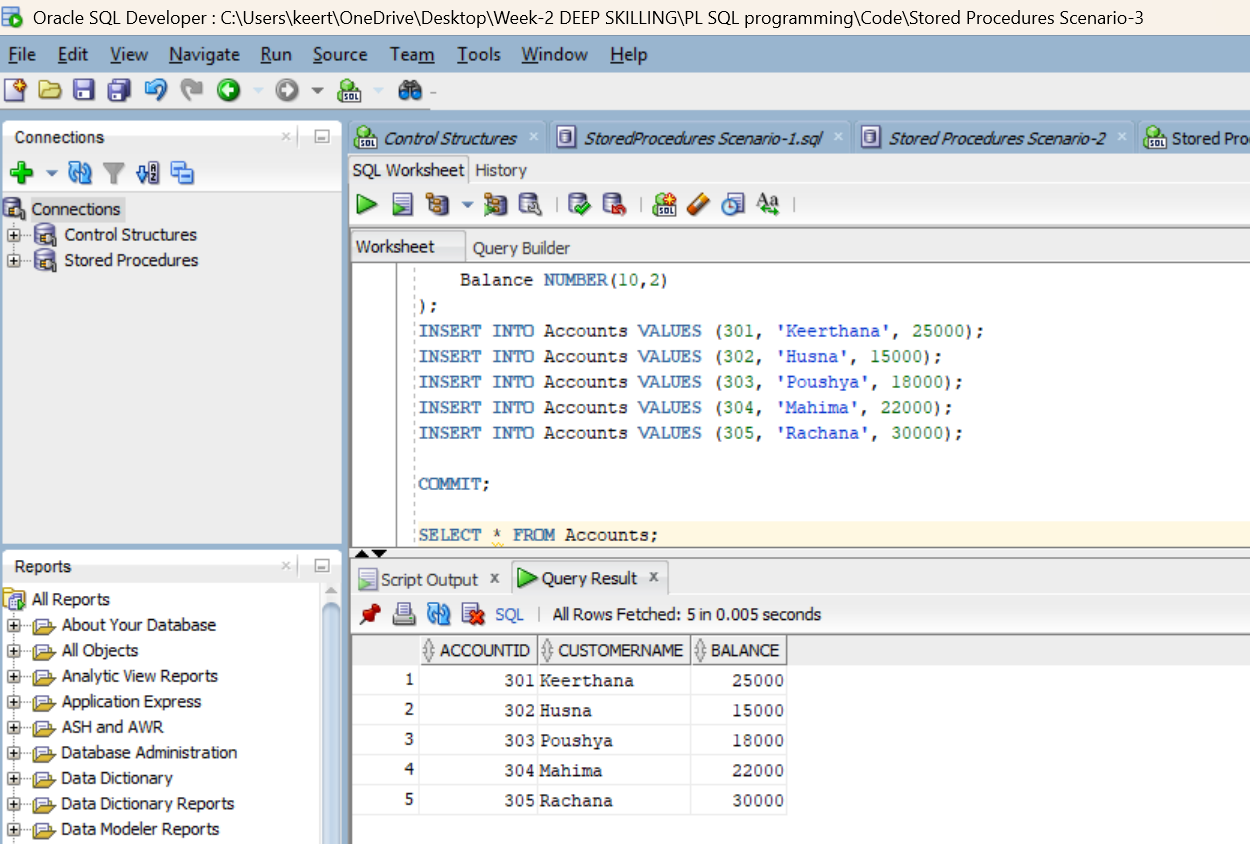 Oracle SQL Developer : C:\Users\keert\OneDrive\Desktop\Week-2 DEEP SKILLING\PL SQL programming\Code\Stored Procedures Scenario-3
File Edit View Navigate Run Source Team Tools Window Help
Connections
Connections
Control Structures
Stored Procedures
Control Structures StoredProcedures Scenario-1.sql Stored Procedures Scenario-2 Stored Pro
SQL Worksheet History
Worksheet Query Builder
Balance NUMBER(10,2)
);
INSERT INTO Accounts VALUES (301, 'Keerthana', 25000);
INSERT INTO Accounts VALUES (302, 'Husna', 15000);
INSERT INTO Accounts VALUES (303, 'Poushya', 18000);
INSERT INTO Accounts VALUES (304, 'Mahima', 22000);
INSERT INTO Accounts VALUES (305, 'Rachana', 30000);
COMMIT;
SELECT * FROM Accounts;
Reports
All Reports
About Your Database
All Objects
Analytic View Reports
Application Express
ASH and AWR
Database Administration
Data Dictionary
Data Dictionary Reports
Data Modeler Reports
Script Output x Query Result x
SQL | All Rows Fetched: 5 in 0.005 seconds
ACCOUNTID CUSTOMERNAME BALANCE
1 301 Keerthana 25000
2 302 Husna 15000
3 303 Poushya 18000
4 304 Mahima 22000
5 305 Rachana 30000